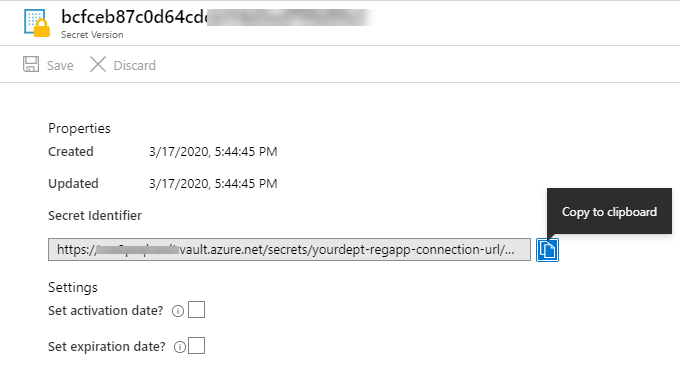 bcfceb87c0d64cd
Secret Version
Save Discard
Properties
Created 3/17/2020, 5:44:45 PM
Updated 3/17/2020, 5:44:45 PM
Copy to clipboard
Secret Identifier
https:// vault.azure.net/secrets/yourdept-regapp-connection-url/...
Settings
Set activation date?
Set expiration date?